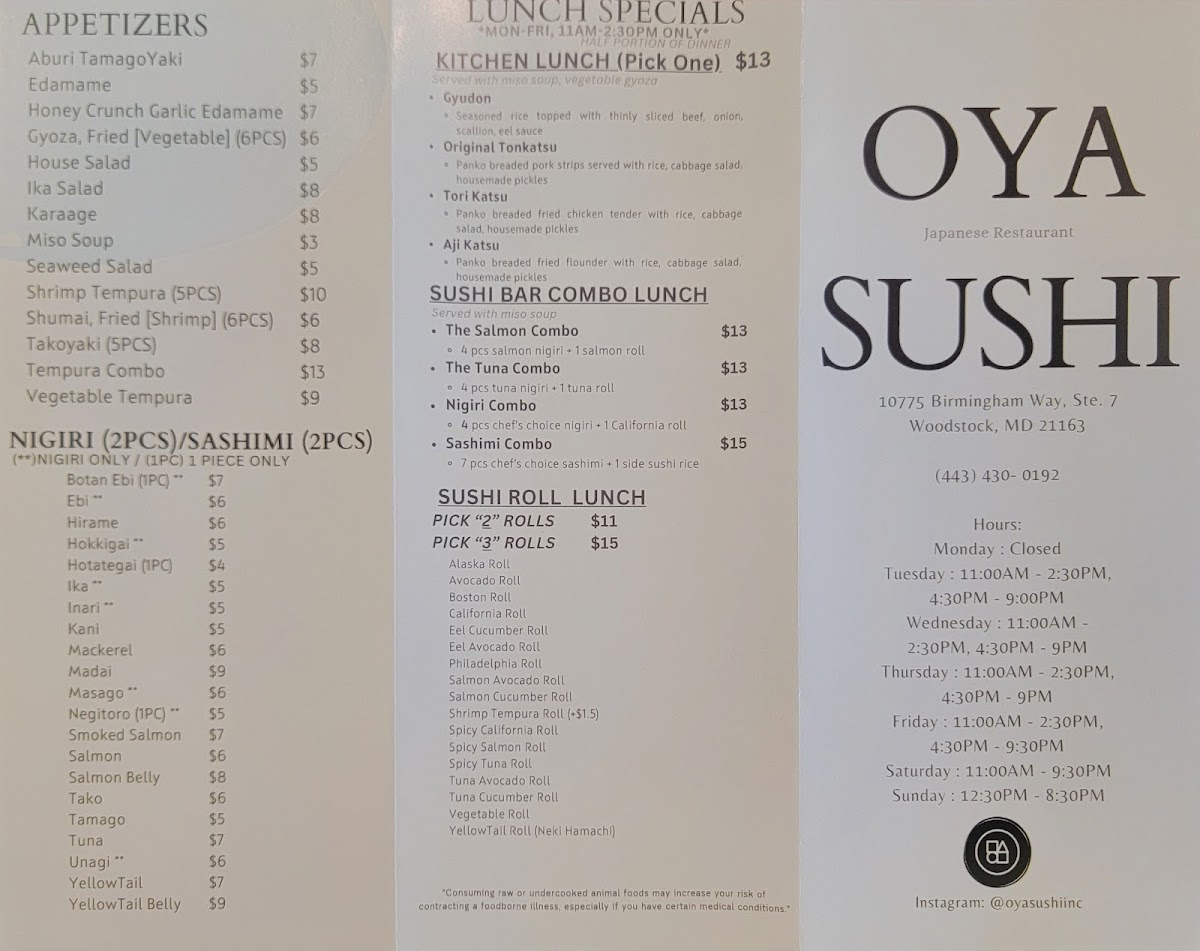 APPETIZERS
Aburi TamagoYaki $7
Edamame $5
Honey Crunch Garlic Edamame $7
Gyoza, Fried [Vegetable] (6PCS) $6
House Salad $5
Ika Salad $8
Karaage $8
Miso Soup $3
Seaweed Salad $5
Shrimp Tempura (5PCS) $10
Shumai, Fried [Shrimp] (6PCS) $6
Takoyaki (5PCS) $8
Tempura Combo $13
Vegetable Tempura $9
NIGIRI (2PCS)/SASHIMI (2PCS)
(**)NIGIRI ONLY / (1PC) 1 PIECE ONLY
Botan Ebi (1PC) ** $7
Ebi ** $6
Hirame $6
Hokkigai ** $5
Hotategai (1PC) $4
Ika ** $5
Inari ** $5
Kani $5
Mackerel $6
Madai $9
Masago ** $6
Negitoro (1PC) ** $5
Smoked Salmon $7
Salmon $6
Salmon Belly $8
Tako $6
Tamago $5
Tuna $7
Unagi ** $6
YellowTail $7
YellowTail Belly $9
LUNCH SPECIALS
*MON-FRI, 11AM-2:30PM ONLY*
HALF PORTION OF DINNER
KITCHEN LUNCH (Pick One) $13
Served with miso soup, vegetable gyoza
• Gyudon
Seasoned rice topped with thinly sliced beef, onion,
scallion, eel sauce
• Original Tonkatsu
Panko breaded pork strips served with rice, cabbage salad,
housemade pickles
• Tori Katsu
Panko breaded fried chicken tender with rice, cabbage
salad, housemade pickles
• Aji Katsu
Panko breaded fried flounder with rice, cabbage salad,
housemade pickles
SUSHI BAR COMBO LUNCH
Served with miso soup
• The Salmon Combo $13
4 pcs salmon nigiri + 1 salmon roll
• The Tuna Combo $13
4 pcs tuna nigiri + 1 tuna roll
• Nigiri Combo $13
4 pcs chef's choice nigiri + 1 California roll
• Sashimi Combo $15
7 pcs chef's choice sashimi + 1 side sushi rice
SUSHI ROLL LUNCH
PICK "2" ROLLS $11
PICK "3" ROLLS $15
Alaska Roll
Avocado Roll
Boston Roll
California Roll
Eel Cucumber Roll
Eel Avocado Roll
Philadelphia Roll
Salmon Avocado Roll
Salmon Cucumber Roll
Shrimp Tempura Roll (+$1.5)
Spicy California Roll
Spicy Salmon Roll
Spicy Tuna Roll
Tuna Avocado Roll
Tuna Cucumber Roll
Vegetable Roll
YellowTail Roll (Neki Hamachi)
"Consuming raw or undercooked animal foods may increase your risk of
contracting a foodborne illness, especially if you have certain medical conditions."
OYA
Japanese Restaurant
SUSHI
10775 Birmingham Way, Ste. 7
Woodstock, MD 21163
(443) 430- 0192
Hours:
Monday : Closed
Tuesday : 11:00AM - 2:30PM,
4:30PM - 9:00PM
Wednesday : 11:00AM -
2:30PM, 4:30PM - 9PM
Thursday : 11:00AM - 2:30PM,
4:30PM - 9PM
Friday : 11:00AM - 2:30PM,
4:30PM - 9:30PM
Saturday : 11:00AM - 9:30PM
Sunday : 12:30PM - 8:30PM
Instagram: @oyasushiinc